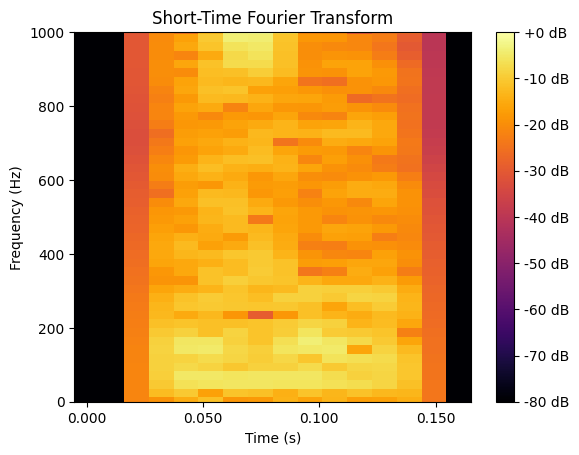 Short-Time Fourier Transform
1000
800
600
400
200
0
Frequency (Hz)
0.000
0.050
0.100
0.150
Time (s)
+0 dB
-10 dB
-20 dB
-30 dB
-40 dB
-50 dB
-60 dB
-70 dB
-80 dB